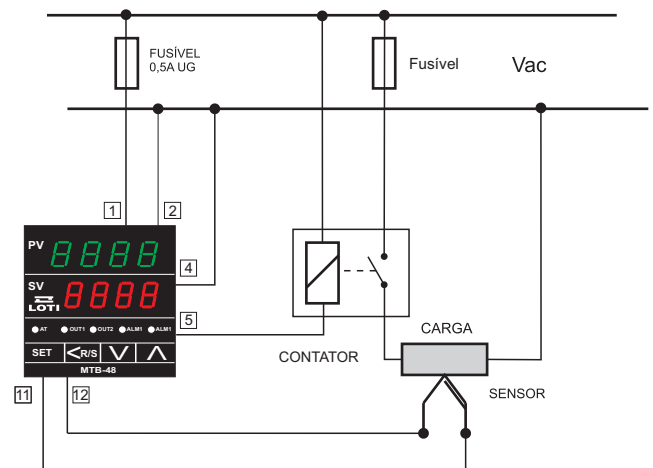 FUSÍVEL
0,5A UG
Fusível
Vac
1
2
PV
8888
4
SV
8888
LOTI
5
AT OUT1 OUT2 ALM1 ALM1
SET <R/S
MTB-48
CONTATOR
CARGA
SENSOR
11
12